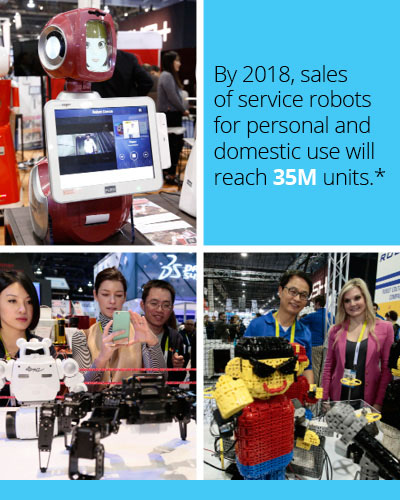 By 2018, sales
of service robots
for personal and
domestic use will
reach 35M units.*